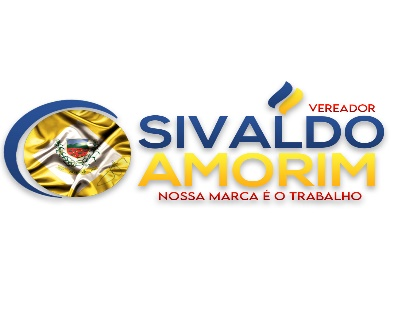 VEREADOR
SIVALDO
AMORIM
NOSSA MARCA É O TRABALHO